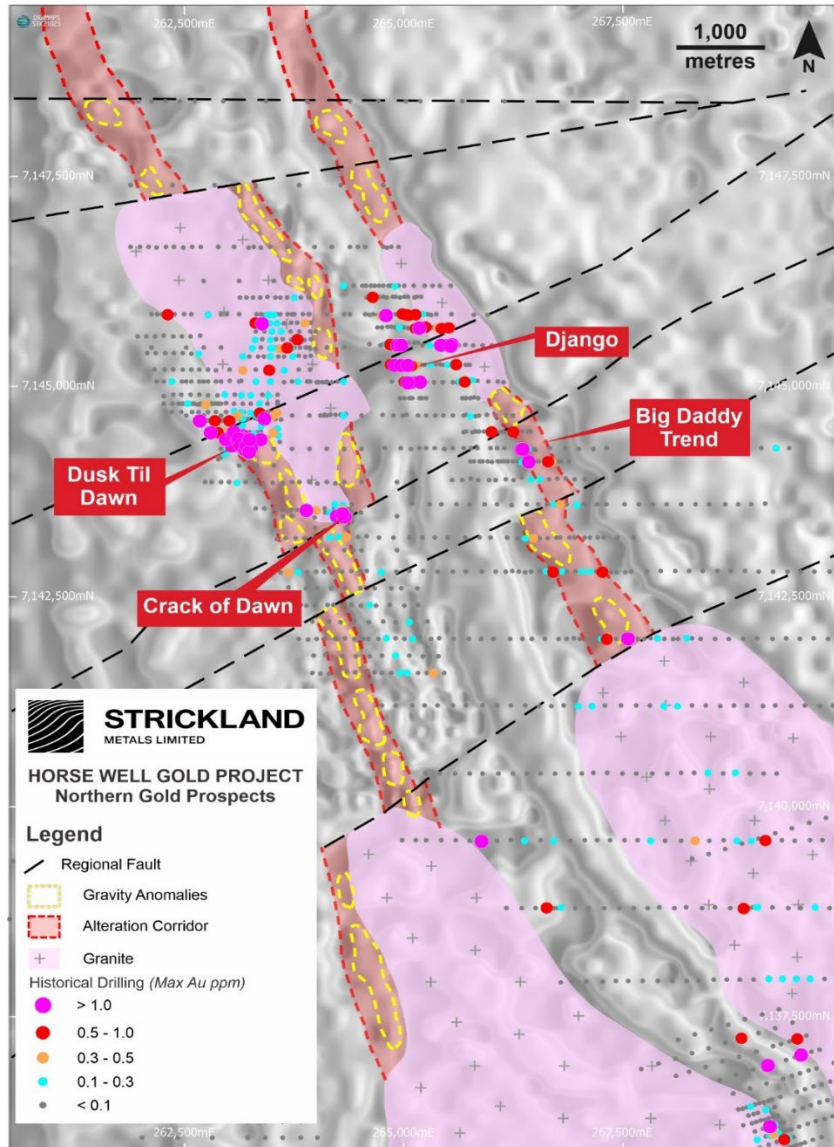 262,500mE
265,000mE
267,500mE
1,000
metres
N
7,147,500mN
7,147,500mN
Django
7,145,000mN
7,145,000mN
Big Daddy
Trend
Dusk Til
Dawn
Crack of Dawn
7,142,500mN
7,142,500mN
STRICKLAND
METALS LIMITED
HORSE WELL GOLD PROJECT
Northern Gold Prospects
Legend
Regional Fault
Gravity Anomalies
Alteration Corridor
Granite
Historical Drilling (Max Au ppm)
> 1.0
0.5 - 1.0
0.3 - 0.5
0.1 - 0.3
< 0.1
7,140,000mN
7,137,500mN
262,500mE
265,000mE
267,500mE